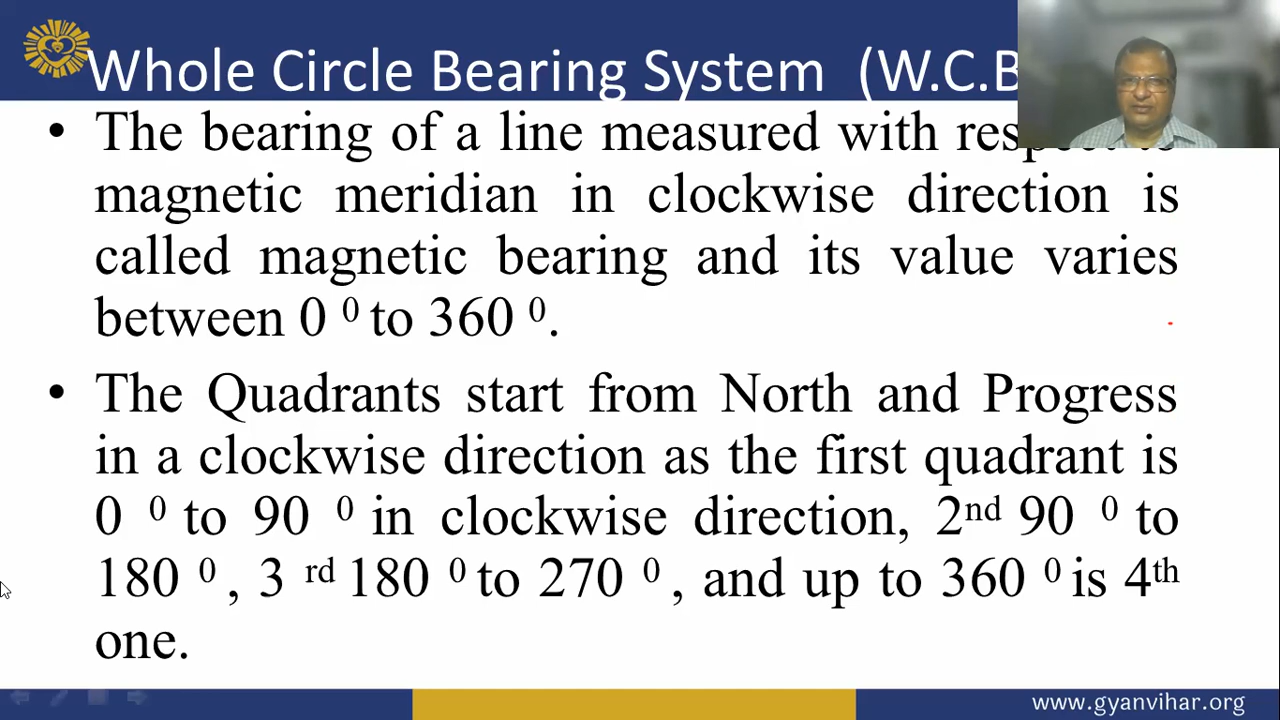 Whole Circle Bearing System (W.C.B
• The bearing of a line measured with respect to
magnetic meridian in clockwise direction is
called magnetic bearing and its value varies
between 0 ⁰ to 360 ⁰.
• The Quadrants start from North and Progress
in a clockwise direction as the first quadrant is
0 ⁰ to 90 ⁰ in clockwise direction, 2ⁿᵈ 90 ⁰ to
180 ⁰ , 3 ʳᵈ 180 ⁰ to 270 ⁰ , and up to 360 ⁰ is 4ᵗʰ
one.
www.gyanvihar.org